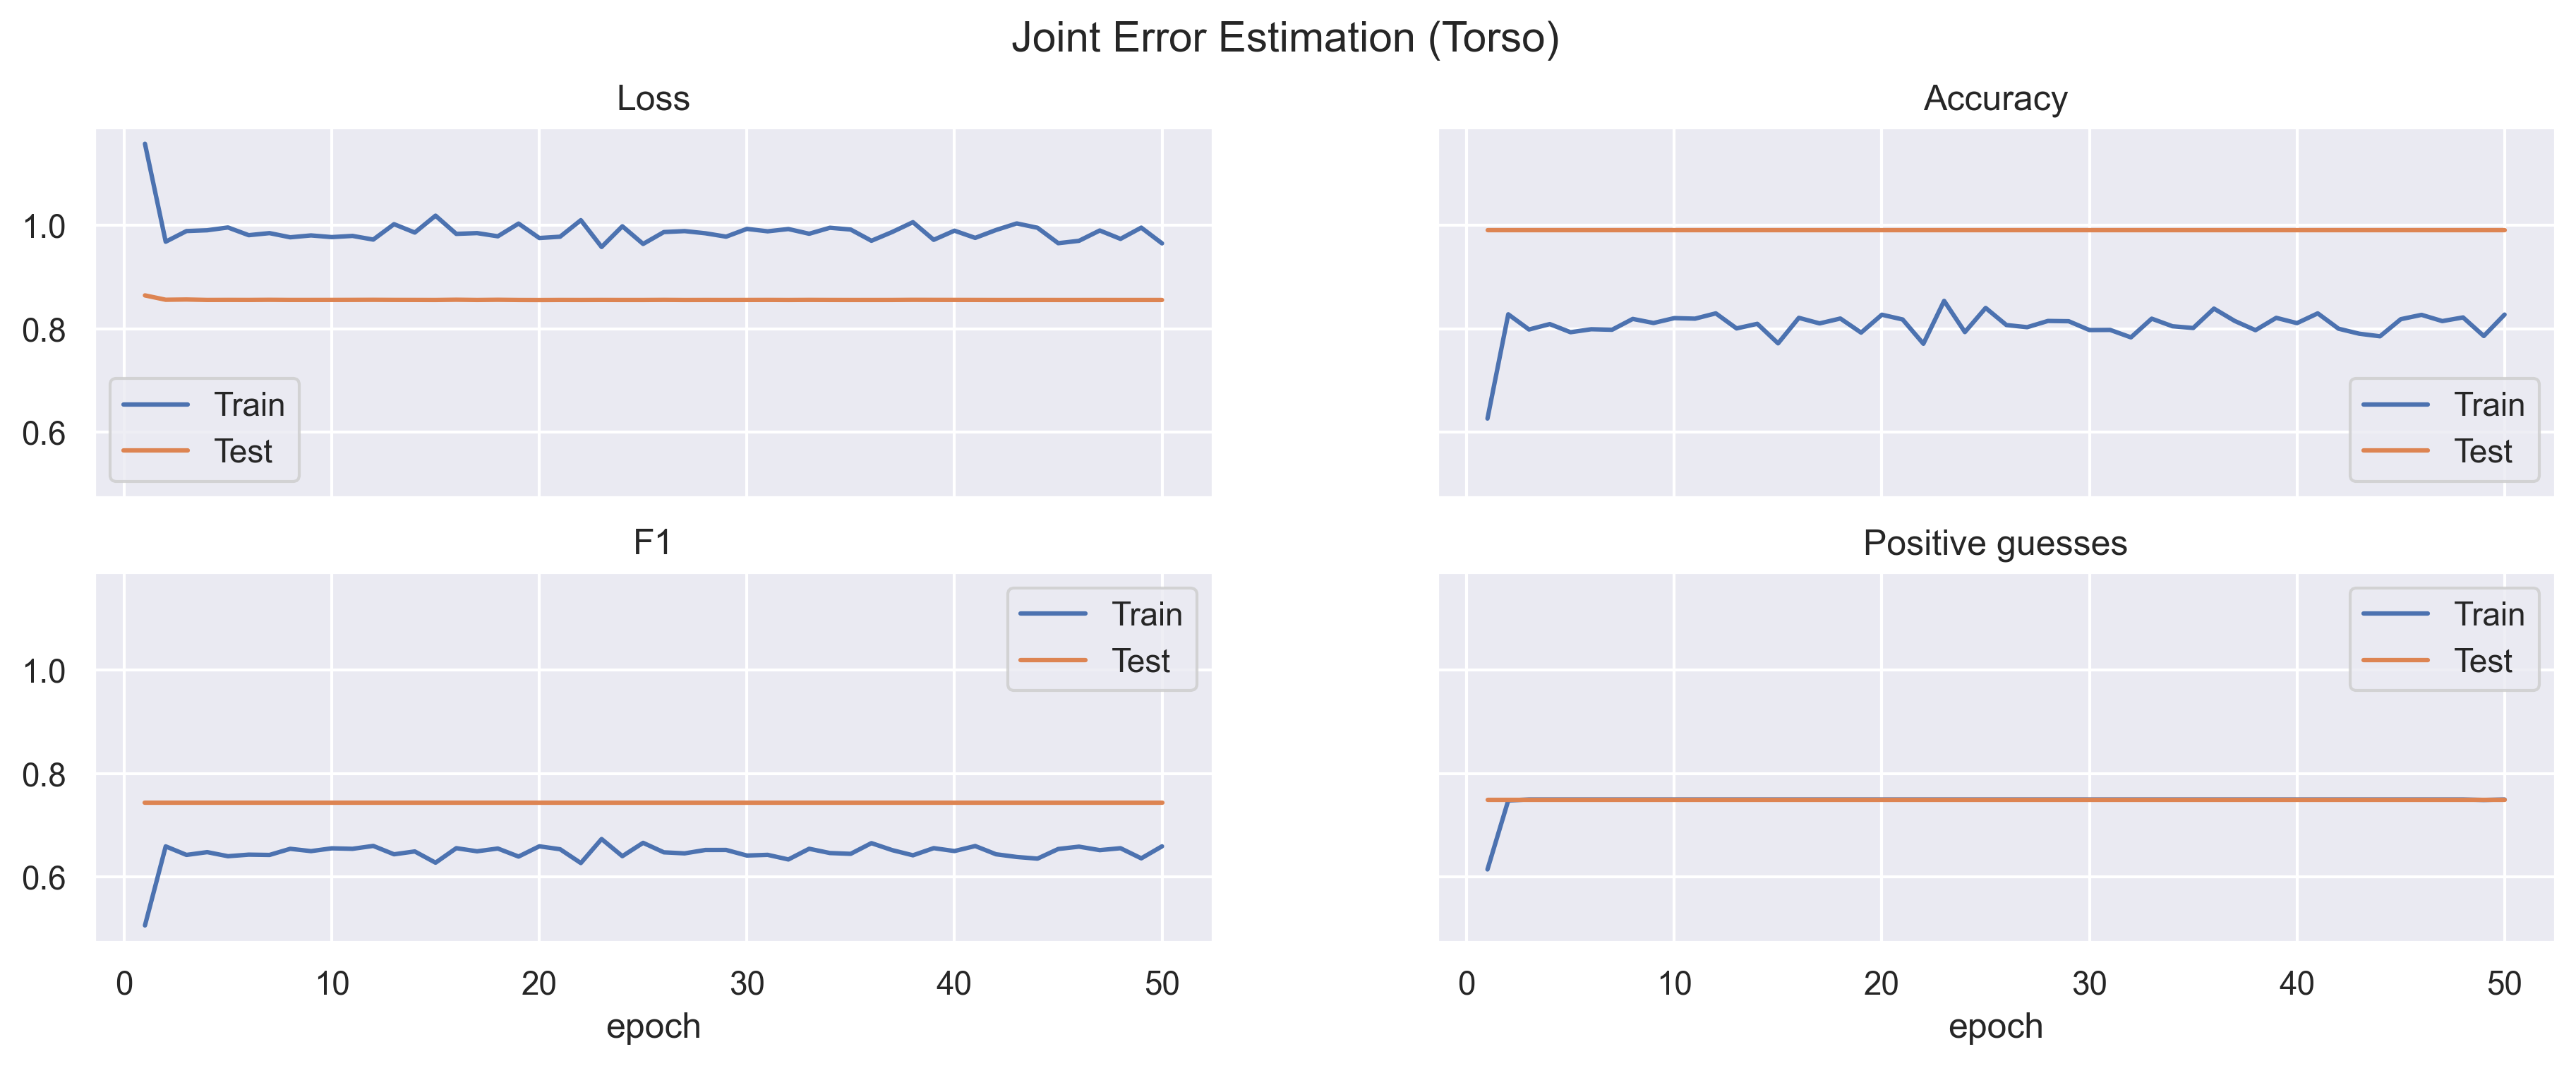 Joint Error Estimation (Torso)
Loss
Accuracy
1.0
0.8
0.6
Train
Test
Train
Test
F1
Positive guesses
1.0
0.8
0.6
Train
Test
Train
Test
0 10 20 30 40 50
0 10 20 30 40 50
epoch
epoch